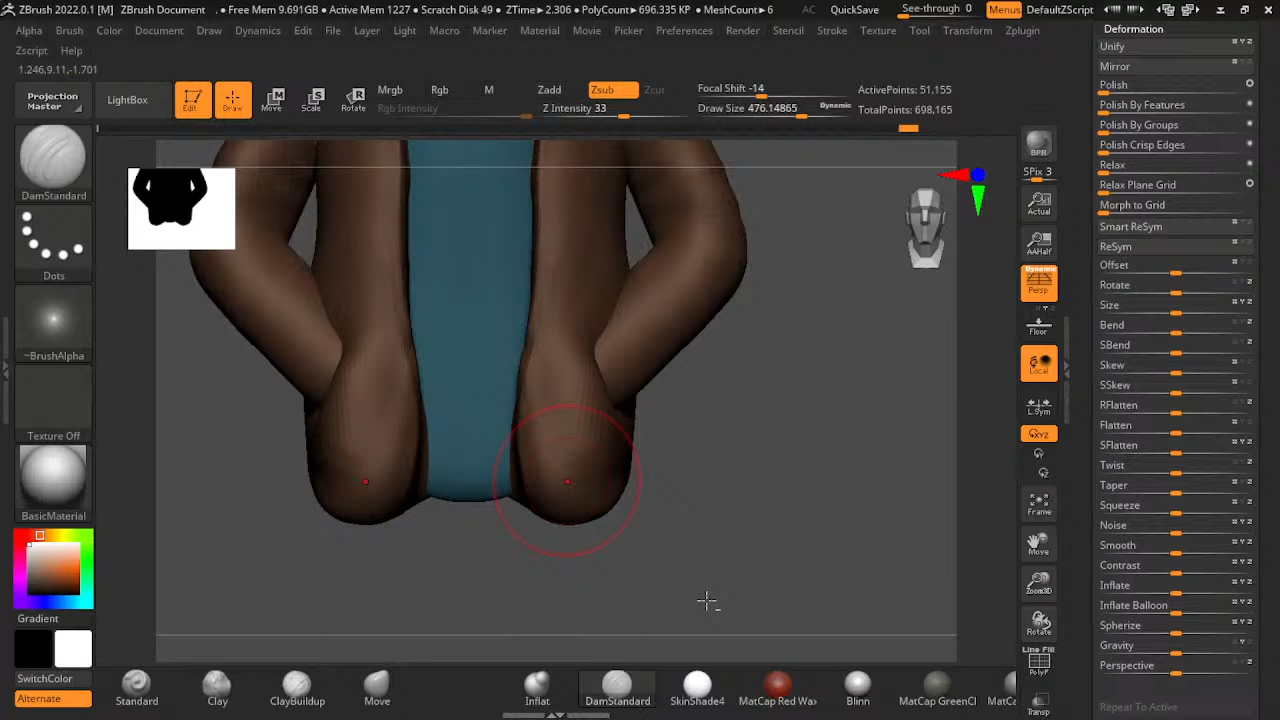 ZBrush 2022.0.1 [M] ZBrush Document . • Free Mem 9.691GB • Active Mem 1227 • Scratch Disk 49 • ZTime►2.306 • PolyCount►696.335 KP • MeshCount►6 AC QuickSave See-through 0 Menus DefaultZScript
Alpha Brush Color Document Draw Dynamics Edit File Layer Light Macro Marker Material Movie Picker Preferences Render Stencil Stroke Texture Tool Transform Zplugin
Zscript Help
1.246,9.11,-1.701
Projection Master
LightBox
Edit
Draw
Move
Scale
Rotate
Mrgb Rgb M Zadd Zsub Zcut
Rgb Intensity Z Intensity 33
Focal Shift -14
Draw Size 476.14865 Dynamic
ActivePoints: 51,155
TotalPoints: 698,165
DamStandard
Dots
~BrushAlpha
Texture Off
BasicMaterial
Gradient
SwitchColor
Alternate
BPR
SPix 3
Actual
AAHalf
Dynamic
Persp
Floor
Local
L.Sym
XYZ
Frame
Move
Zoom3D
Rotate
Line Fill
PolyF
Transp
Deformation
Unify
Mirror
Polish
Polish By Features
Polish By Groups
Polish Crisp Edges
Relax
Relax Plane Grid
Morph to Grid
Smart ReSym
ReSym
Offset
Rotate
Size
Bend
SBend
Skew
SSkew
RFlatten
Flatten
SFlatten
Twist
Taper
Squeeze
Noise
Smooth
Contrast
Inflate
Inflate Balloon
Spherize
Gravity
Perspective
Repeat To Active
Standard Clay ClayBuildup Move Inflat DamStandard SkinShade4 MatCap Red Wax Blinn MatCap GreenCl MatCa